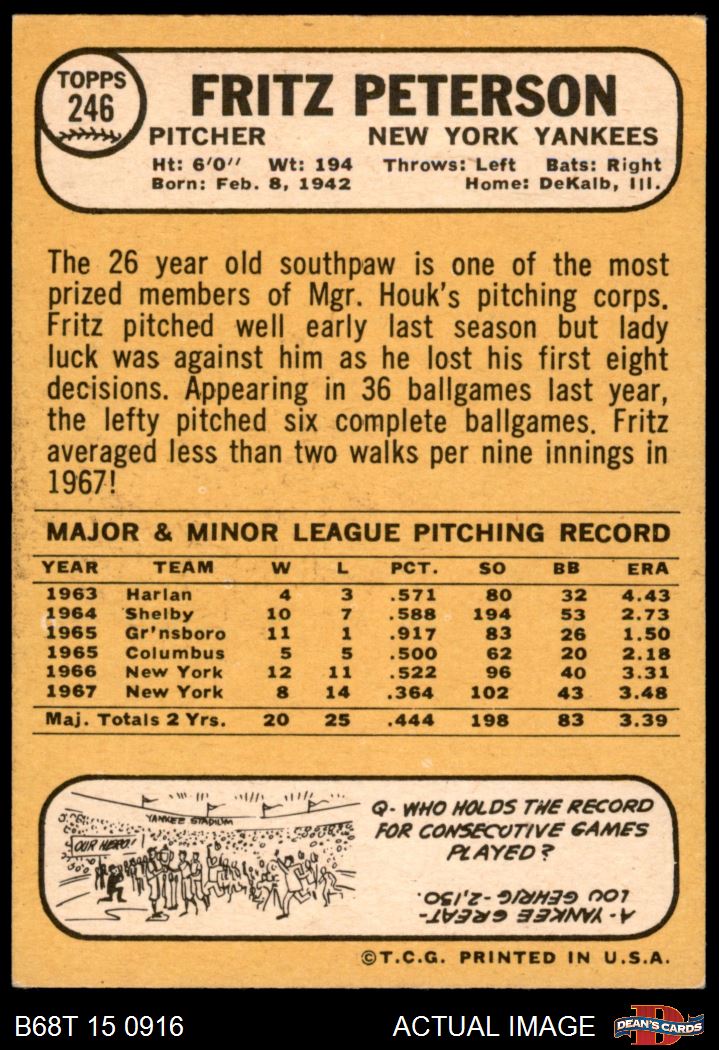 TOPPS
246
FRITZ PETERSON
PITCHER NEW YORK YANKEES
Ht: 6'0'' Wt: 194 Throws: Left Bats: Right
Born: Feb. 8, 1942 Home: DeKalb, Ill.
The 26 year old southpaw is one of the most
prized members of Mgr. Houk's pitching corps.
Fritz pitched well early last season but lady
luck was against him as he lost his first eight
decisions. Appearing in 36 ballgames last year,
the lefty pitched six complete ballgames. Fritz
averaged less than two walks per nine innings in
1967!
MAJOR & MINOR LEAGUE PITCHING RECORD
YEAR TEAM W L PCT. SO BB ERA
1963 Harlan 4 3 .571 80 32 4.43
1964 Shelby 10 7 .588 194 53 2.73
1965 Gr'nsboro 11 1 .917 83 26 1.50
1965 Columbus 5 5 .500 62 20 2.18
1966 New York 12 11 .522 96 40 3.31
1967 New York 8 14 .364 102 43 3.48
Maj. Totals 2 Yrs. 20 25 .444 198 83 3.39
YANKEE STADIUM
OUR HERO!
Q- WHO HOLDS THE RECORD
FOR CONSECUTIVE GAMES
PLAYED?
A- YANKEE GREAT-
LOU GEHRIG-2,130.
©T.C.G. PRINTED IN U.S.A.
B68T 15 0916 ACTUAL IMAGE
D
DEAN'S CARDS